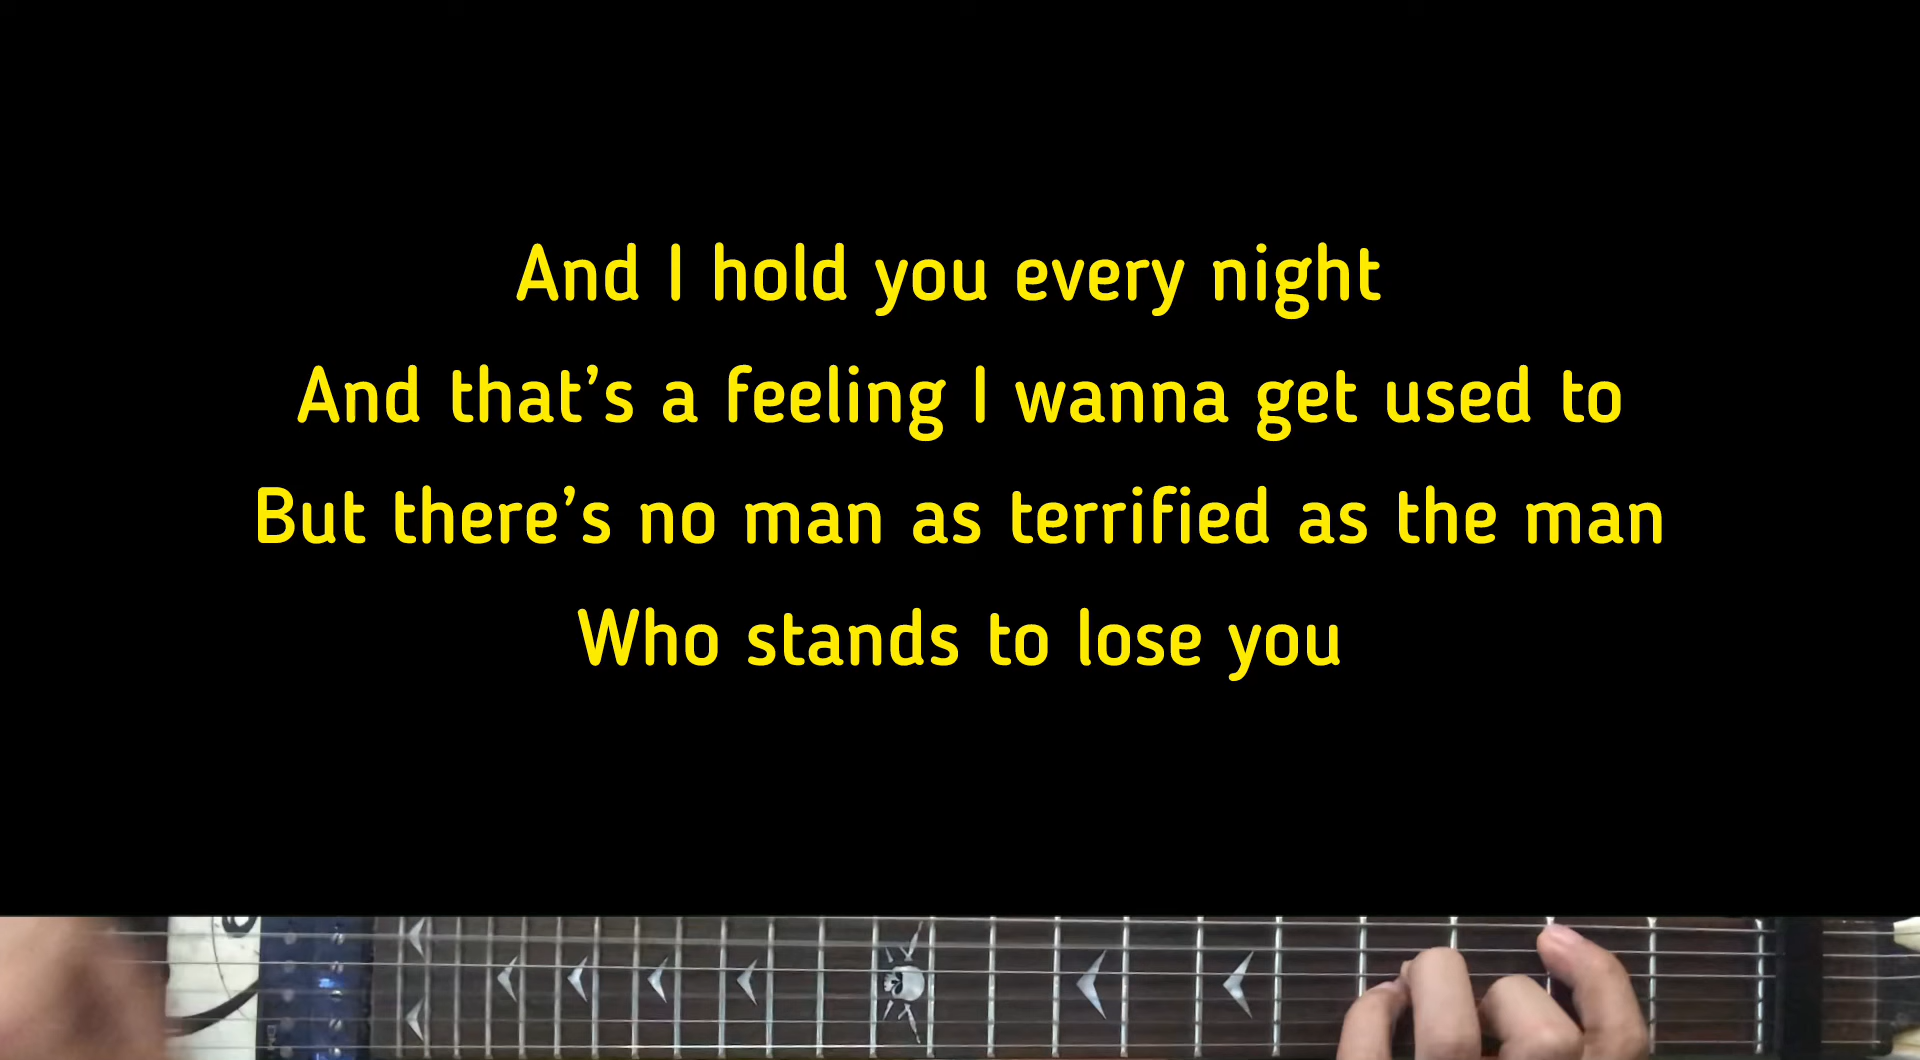 And I hold you every night
And that’s a feeling I wanna get used to
But there’s no man as terrified as the man
Who stands to lose you